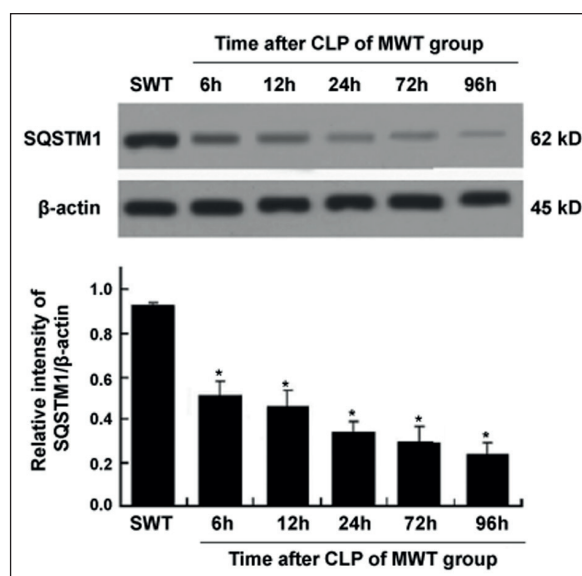 Time after CLP of MWT group
SWT 6h 12h 24h 72h 96h
SQSTM1 62 kD
β-actin 45 kD
Relative intensity of
SQSTM1/β-actin
1.0
0.8
0.6
0.4
0.2
0.0
* * * * *
SWT 6h 12h 24h 72h 96h
Time after CLP of MWT group